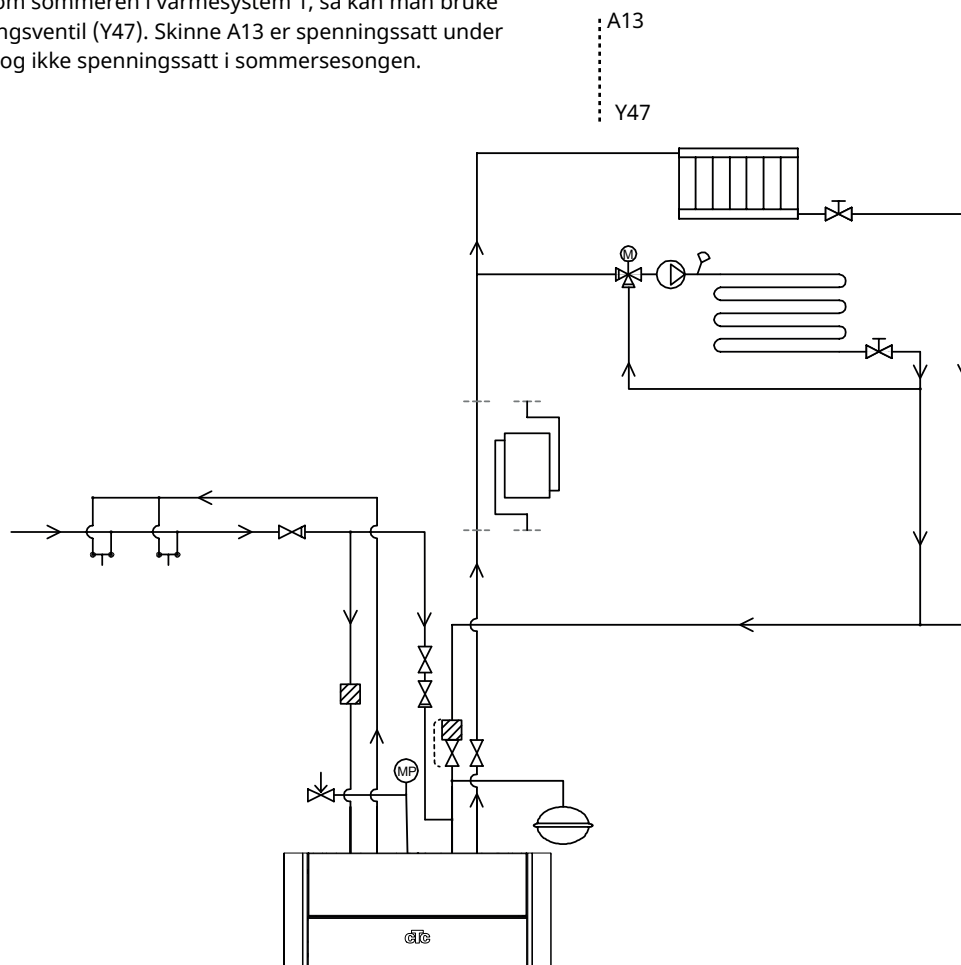 om sommeren i varmesystem 1, så kan man bruke
ngsventil (Y47). Skinne A13 er spenningssatt under
og ikke spenningssatt i sommersesongen.
A13
Y47
M
MP
CTC